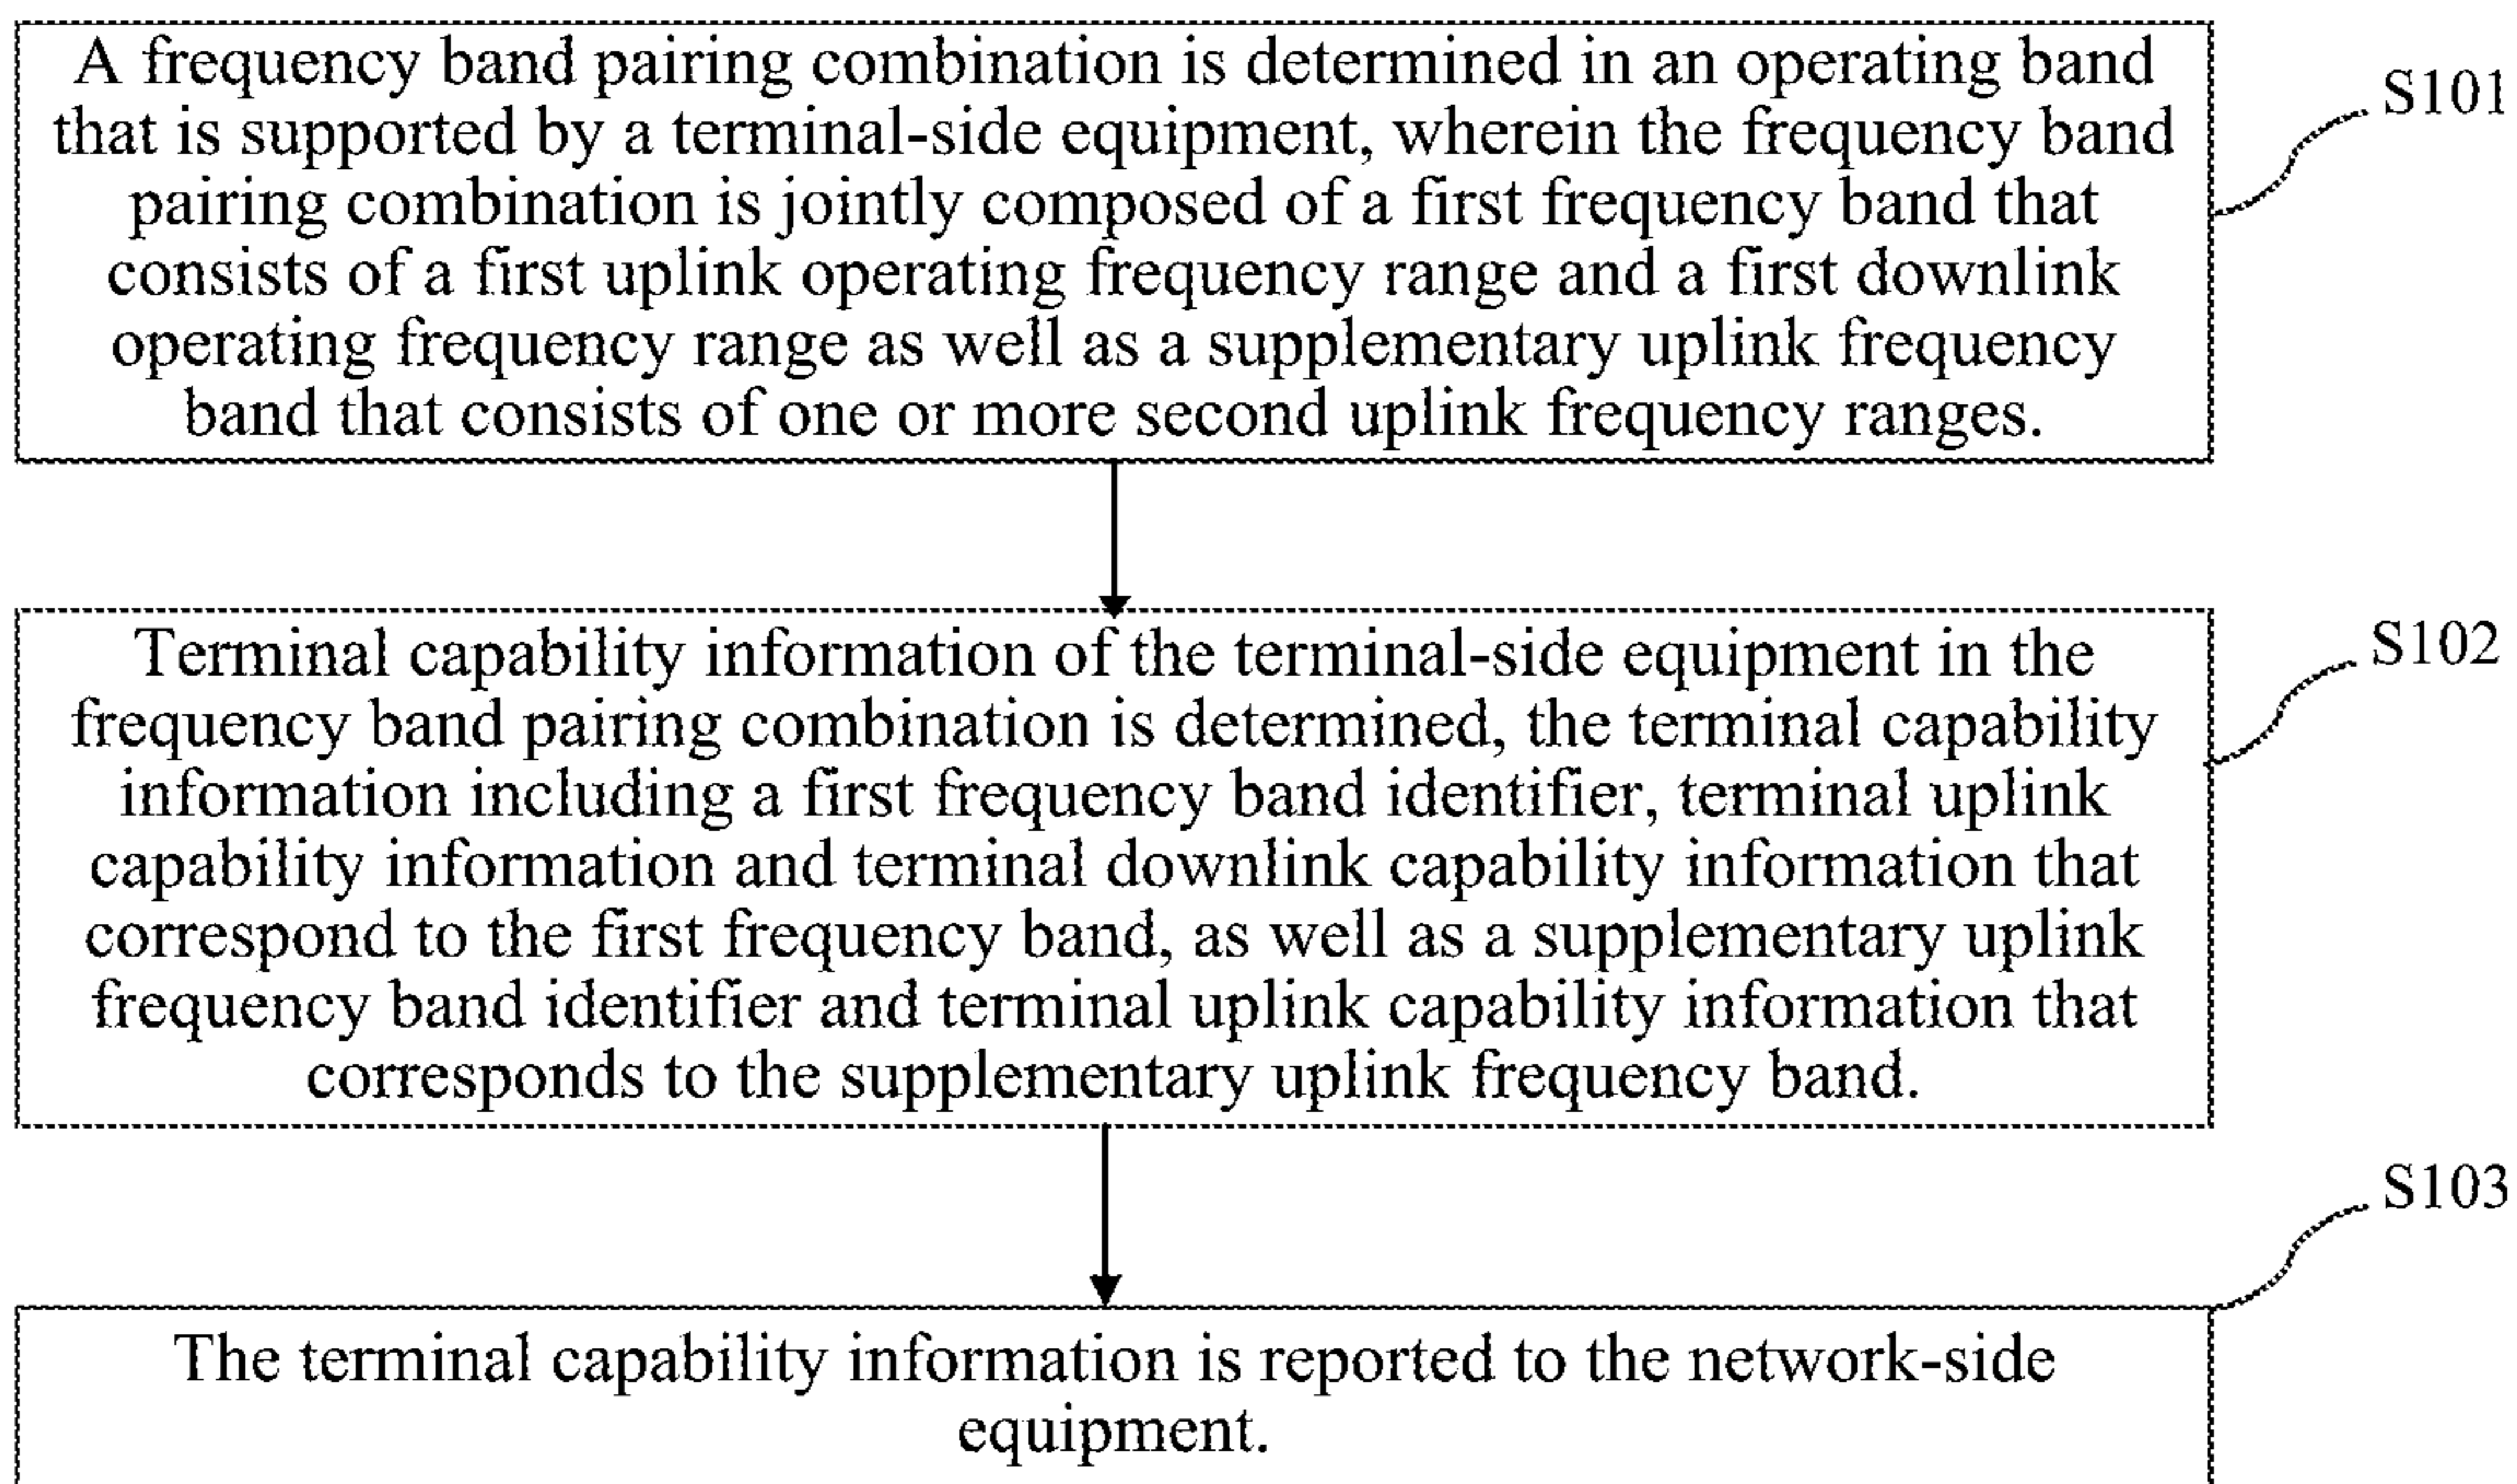 A frequency band pairing combination is determined in an operating band
that is supported by a terminal-side equipment, wherein the frequency band
pairing combination is jointly composed of a first frequency band that
consists of a first uplink operating frequency range and a first downlink
operating frequency range as well as a supplementary uplink frequency
band that consists of one or more second uplink frequency ranges.
S101
Terminal capability information of the terminal-side equipment in the
frequency band pairing combination is determined, the terminal capability
information including a first frequency band identifier, terminal uplink
capability information and terminal downlink capability information that
correspond to the first frequency band, as well as a supplementary uplink
frequency band identifier and terminal uplink capability information that
corresponds to the supplementary uplink frequency band.
S102
The terminal capability information is reported to the network-side
equipment.
S103